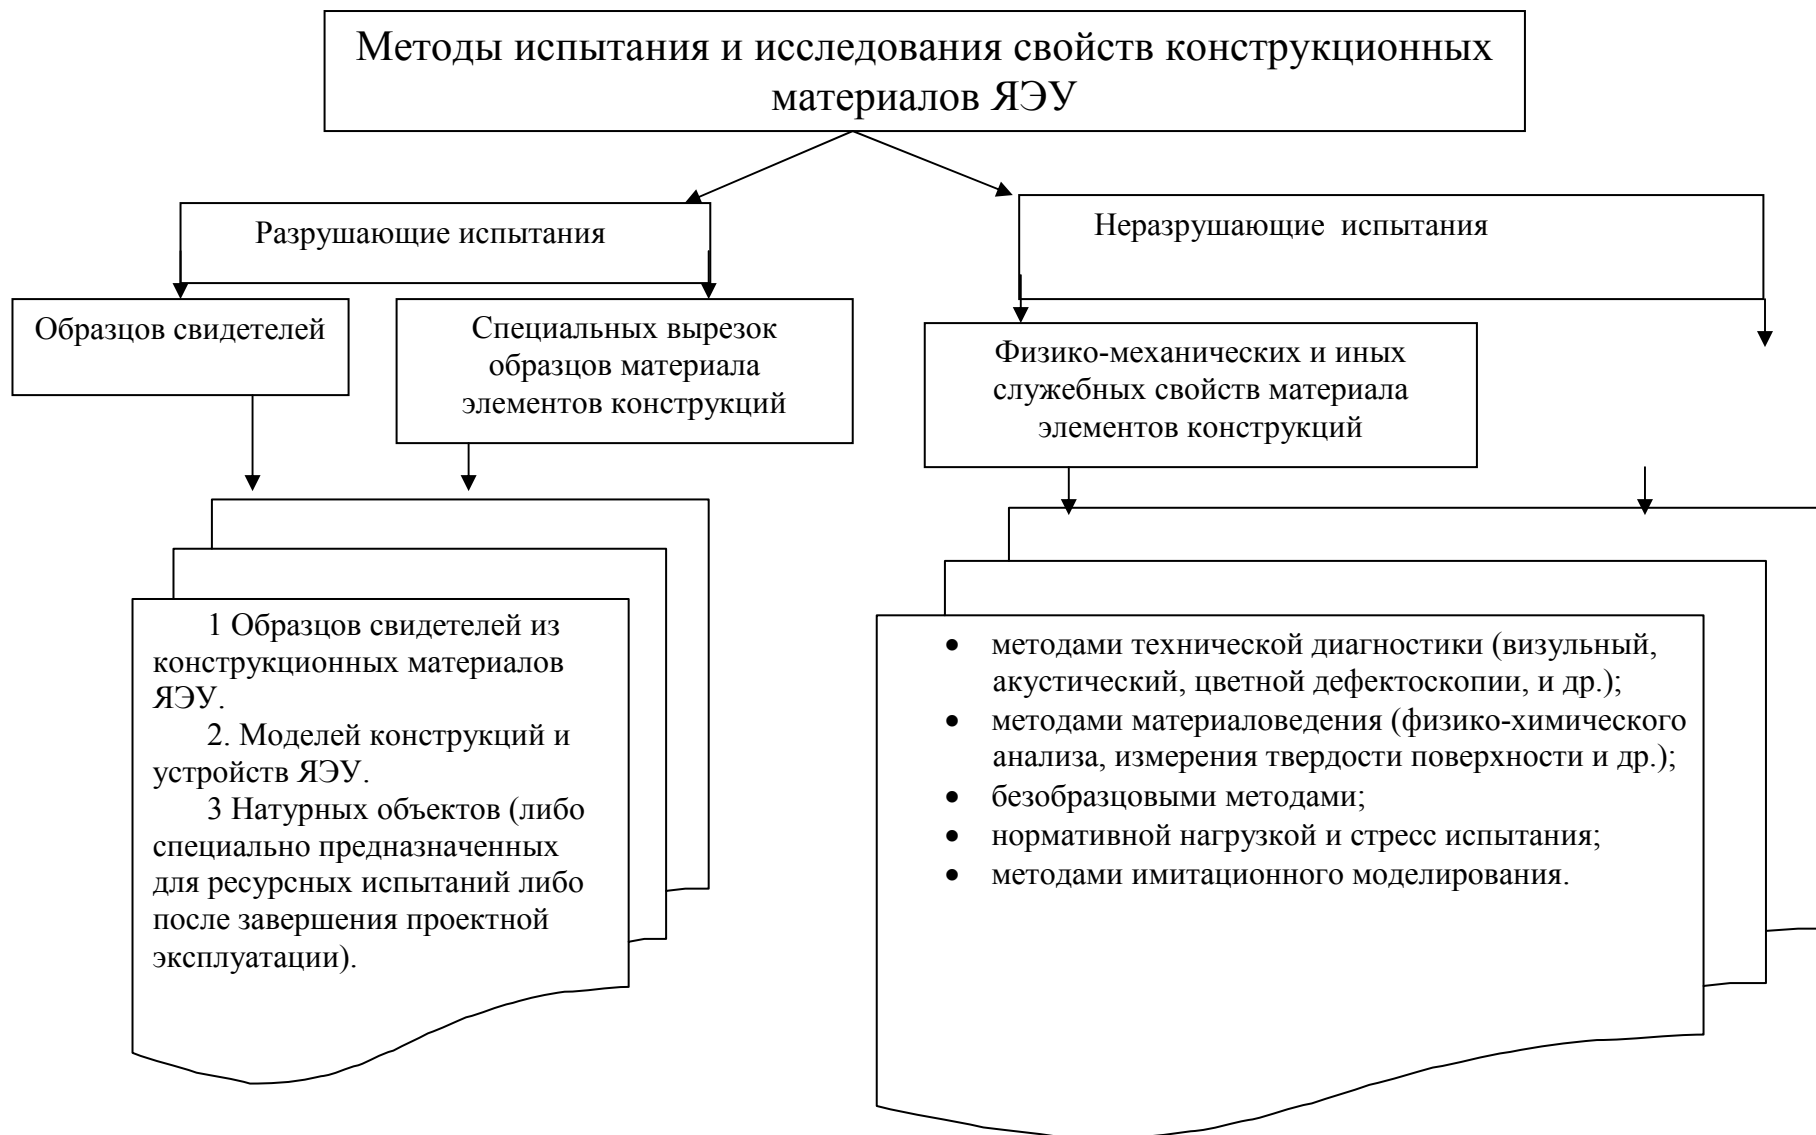 Методы испытания и исследования свойств конструкционных
материалов ЯЭУ
Разрушающие испытания
Неразрушающие испытания
Образцов свидетелей
Специальных вырезок
образцов материала
элементов конструкций
Физико-механических и иных
служебных свойств материала
элементов конструкций
1 Образцов свидетелей из
конструкционных материалов
ЯЭУ.
2. Моделей конструкций и
устройств ЯЭУ.
3 Натурных объектов (либо
специально предназначенных
для ресурсных испытаний либо
после завершения проектной
эксплуатации).
• методами технической диагностики (визульный,
акустический, цветной дефектоскопии, и др.);
• методами материаловедения (физико-химического
анализа, измерения твердости поверхности и др.);
• безобразцовыми методами;
• нормативной нагрузкой и стресс испытания;
• методами имитационного моделирования.